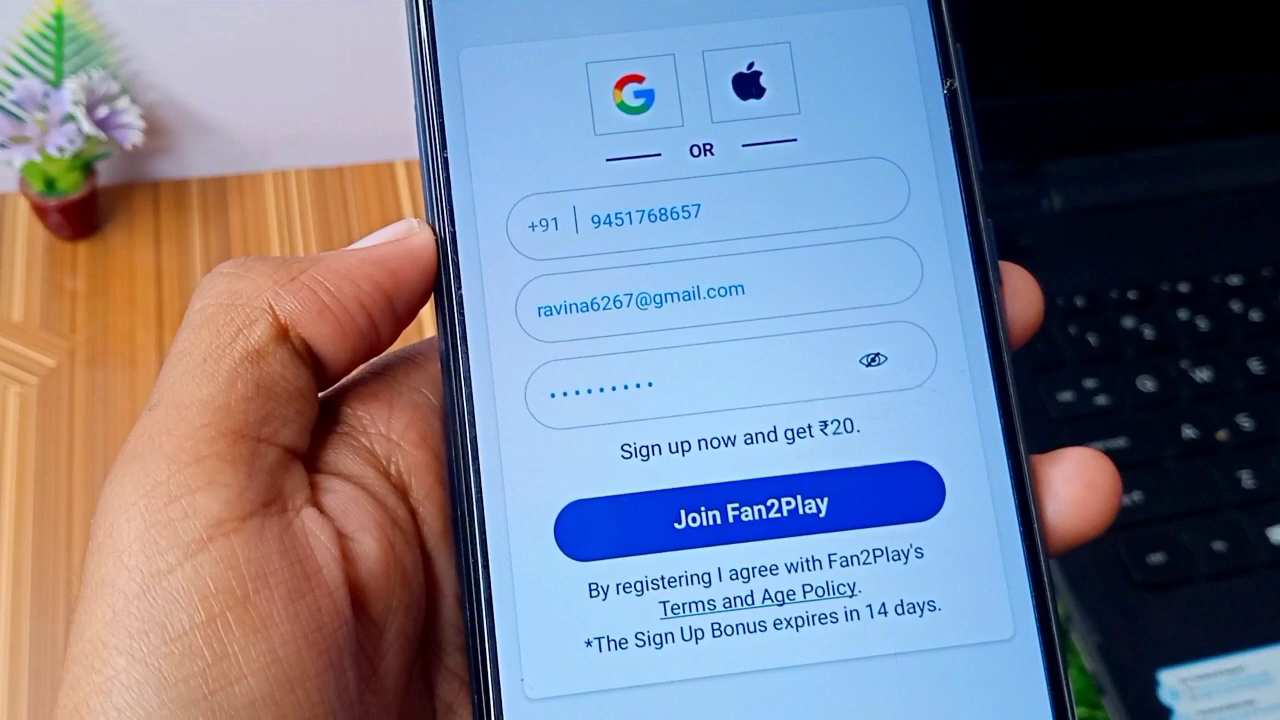 G
OR
+91 | 9451768657
ravina6267@gmail.com
•••••••••
Sign up now and get ₹20.
Join Fan2Play
By registering I agree with Fan2Play's
Terms and Age Policy.
*The Sign Up Bonus expires in 14 days.
Q W E
A S
Z